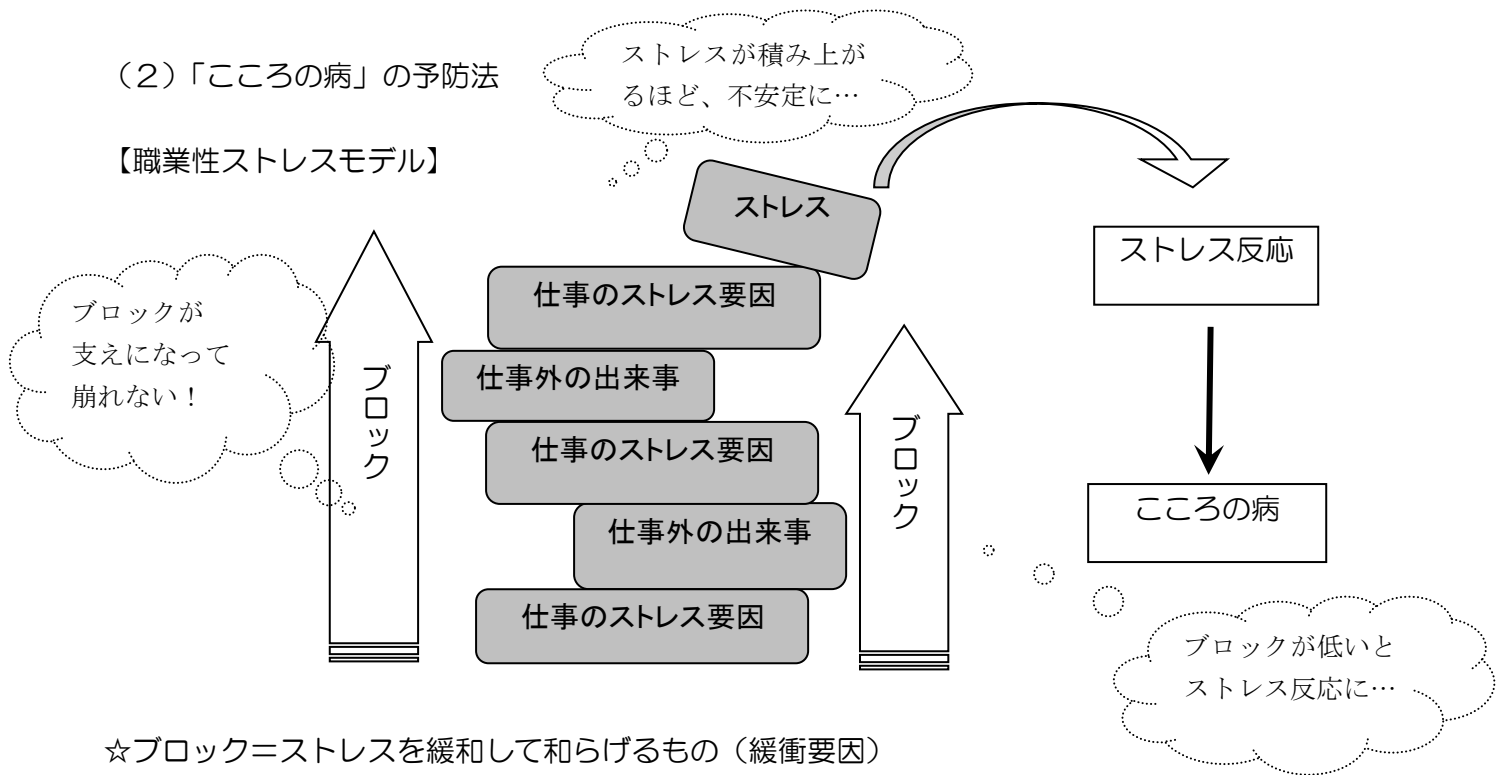 （２）「こころの病」の予防法
ストレスが積み上が
るほど、不安定に…
【職業性ストレスモデル】
ストレス
ストレス反応
仕事のストレス要因
ブロックが
支えになって
崩れない！
ブロック
仕事外の出来事
仕事のストレス要因
ブロック
仕事外の出来事
こころの病
仕事のストレス要因
ブロックが低いと
ストレス反応に…
☆ブロック＝ストレスを緩和して和らげるもの（緩衝要因）